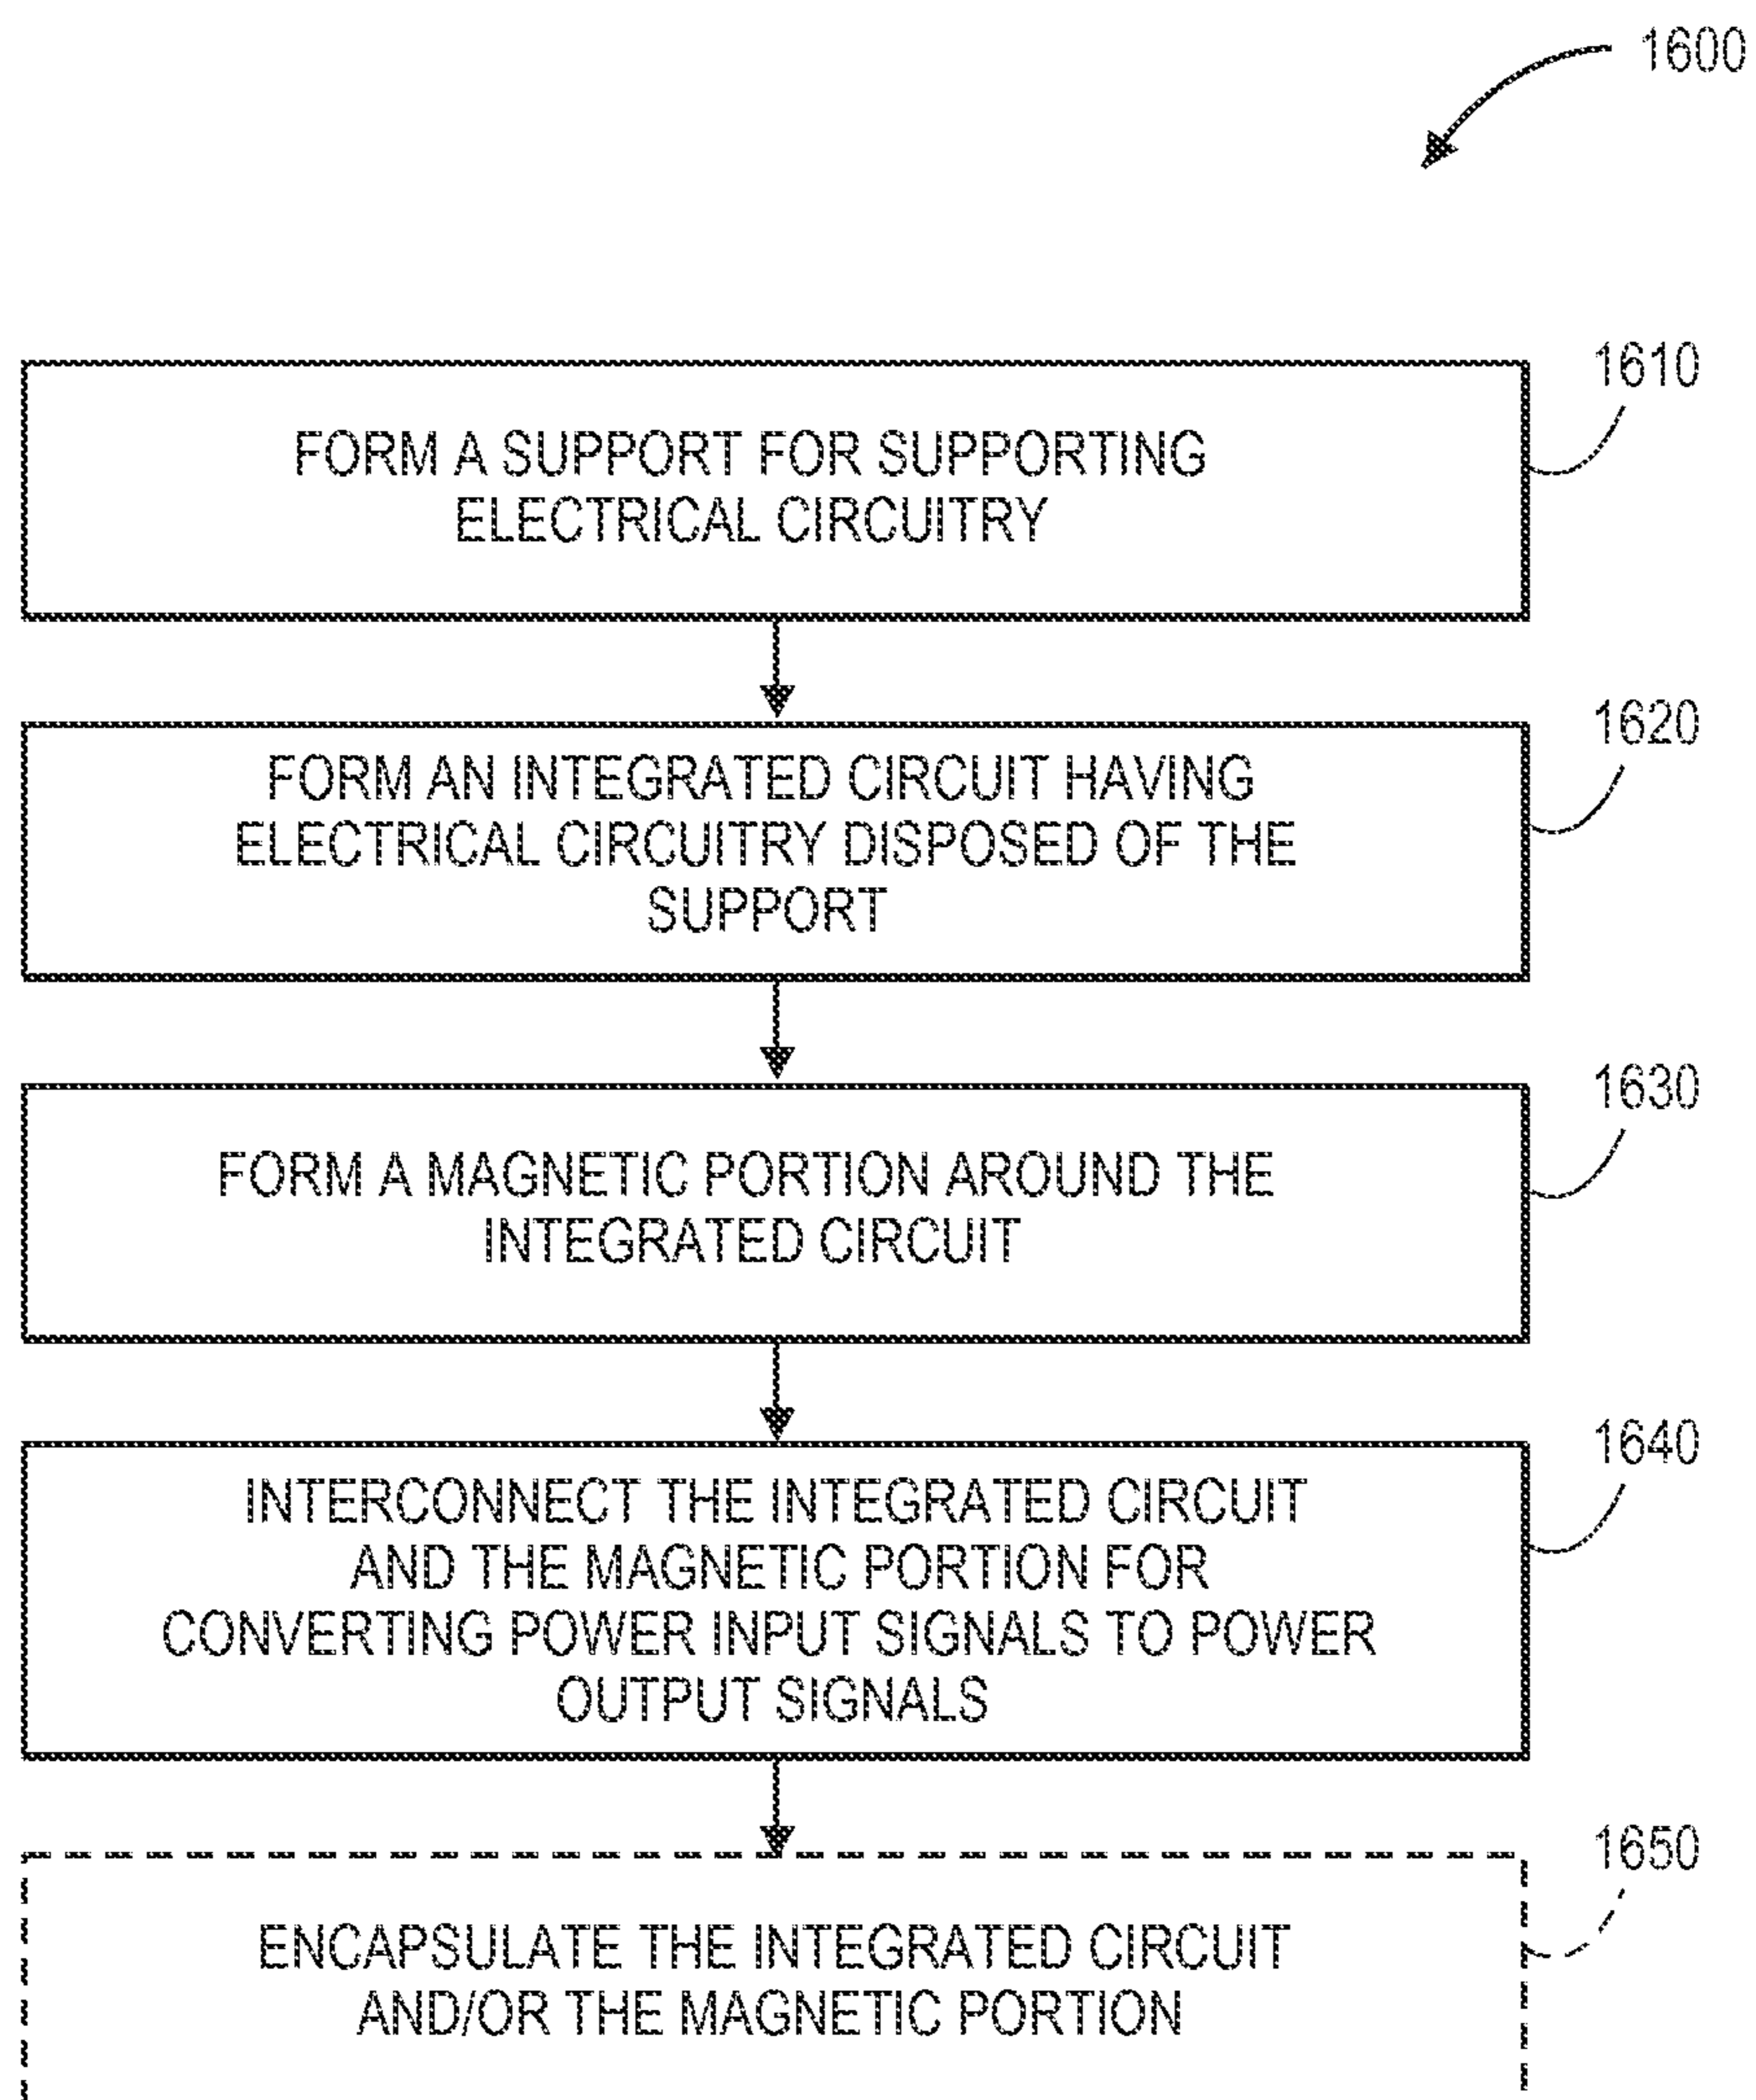 1600
1610
FORM A SUPPORT FOR SUPPORTING
ELECTRICAL CIRCUITRY
1620
FORM AN INTEGRATED CIRCUIT HAVING
ELECTRICAL CIRCUITRY DISPOSED OF THE
SUPPORT
1630
FORM A MAGNETIC PORTION AROUND THE
INTEGRATED CIRCUIT
1640
INTERCONNECT THE INTEGRATED CIRCUIT
AND THE MAGNETIC PORTION FOR
CONVERTING POWER INPUT SIGNALS TO POWER
OUTPUT SIGNALS
1650
ENCAPSULATE THE INTEGRATED CIRCUIT
AND/OR THE MAGNETIC PORTION